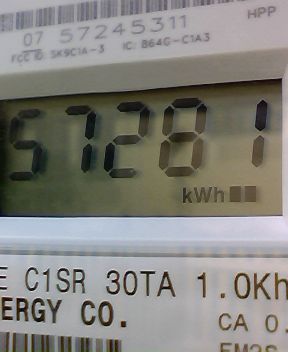 HPP
07 57245311
FCC ID: SK9C1A-3 IC: 864G-C1A3
57281
kWh
E C1SR 30TA 1.0Kh
ERGY CO.
CA 0.
EM2S